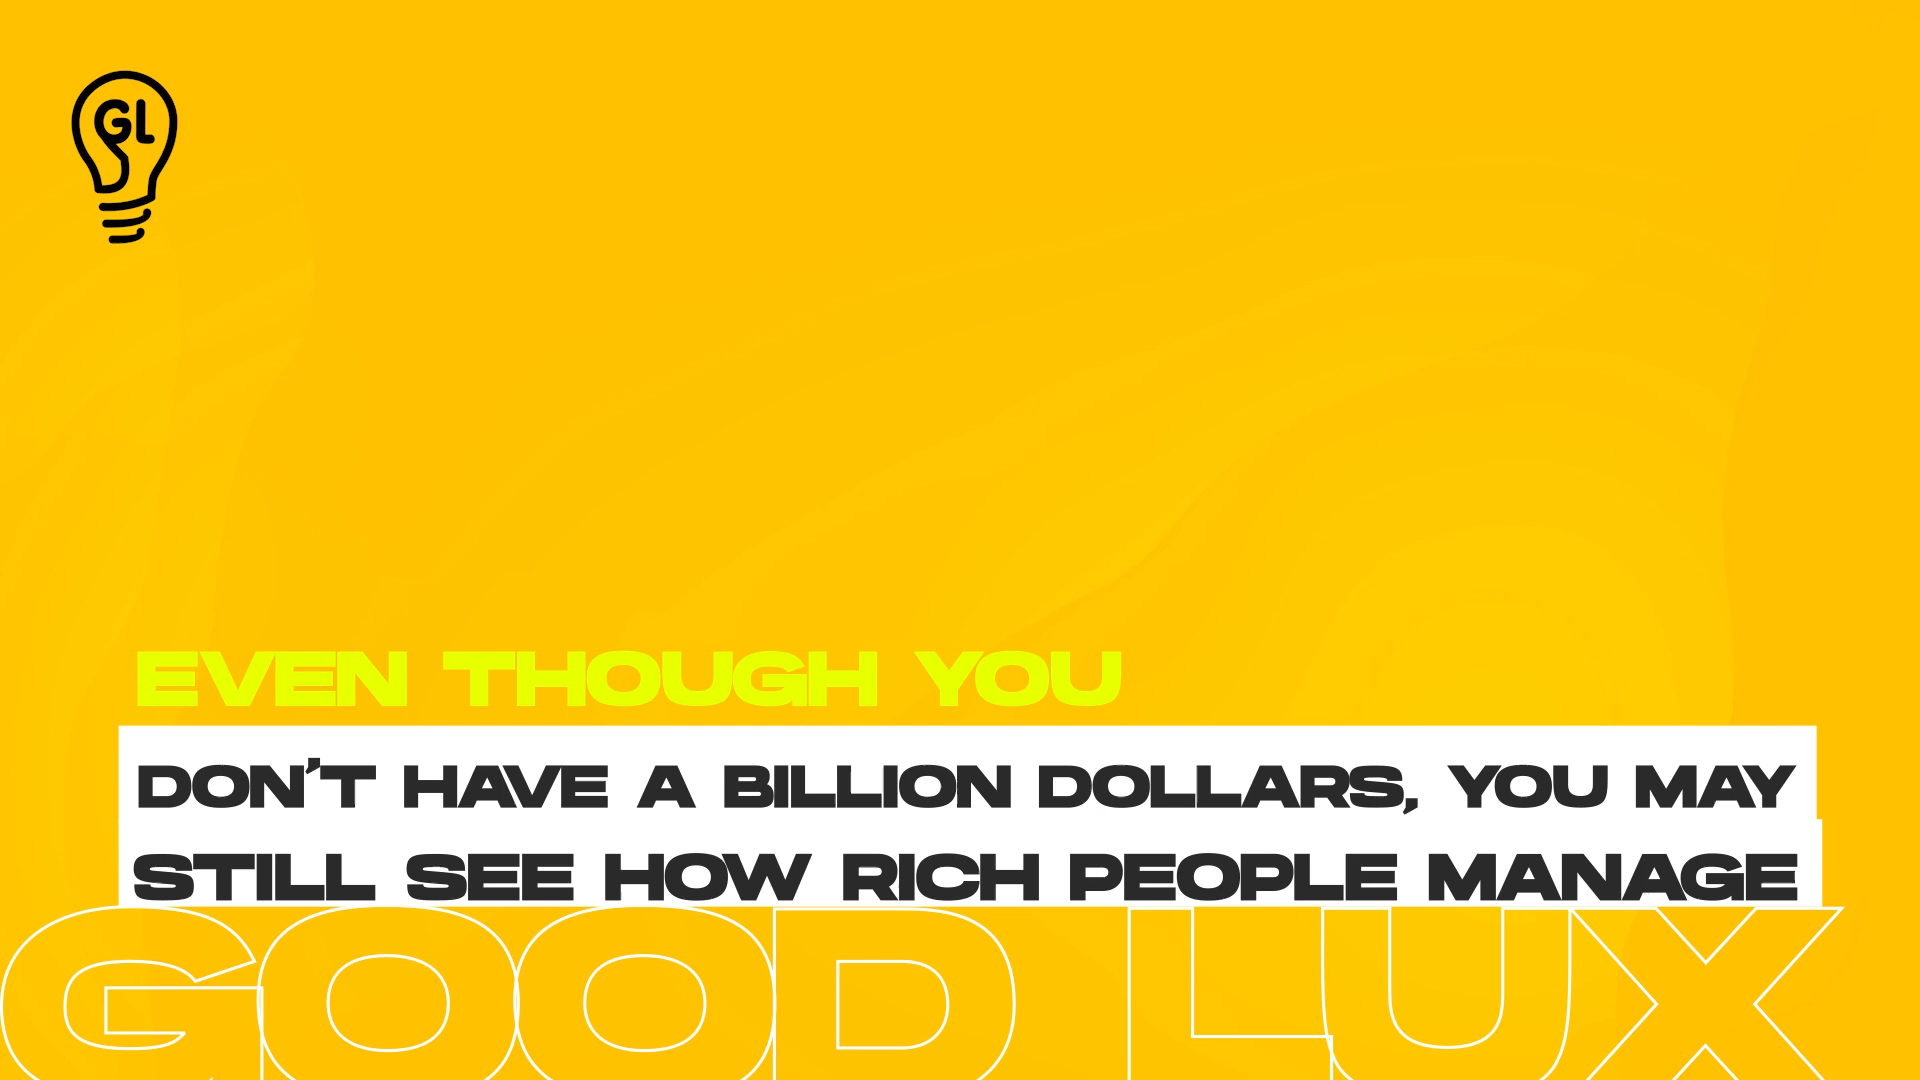 GL
EVEN THOUGH YOU
DON'T HAVE A BILLION DOLLARS, YOU MAY
STILL SEE HOW RICH PEOPLE MANAGE
GOOD LUX